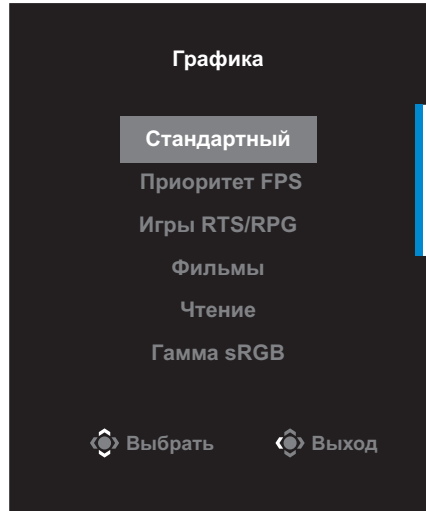 Графика
Стандартный
Приоритет FPS
Игры RTS/RPG
Фильмы
Чтение
Гамма sRGB
Выбрать Выход